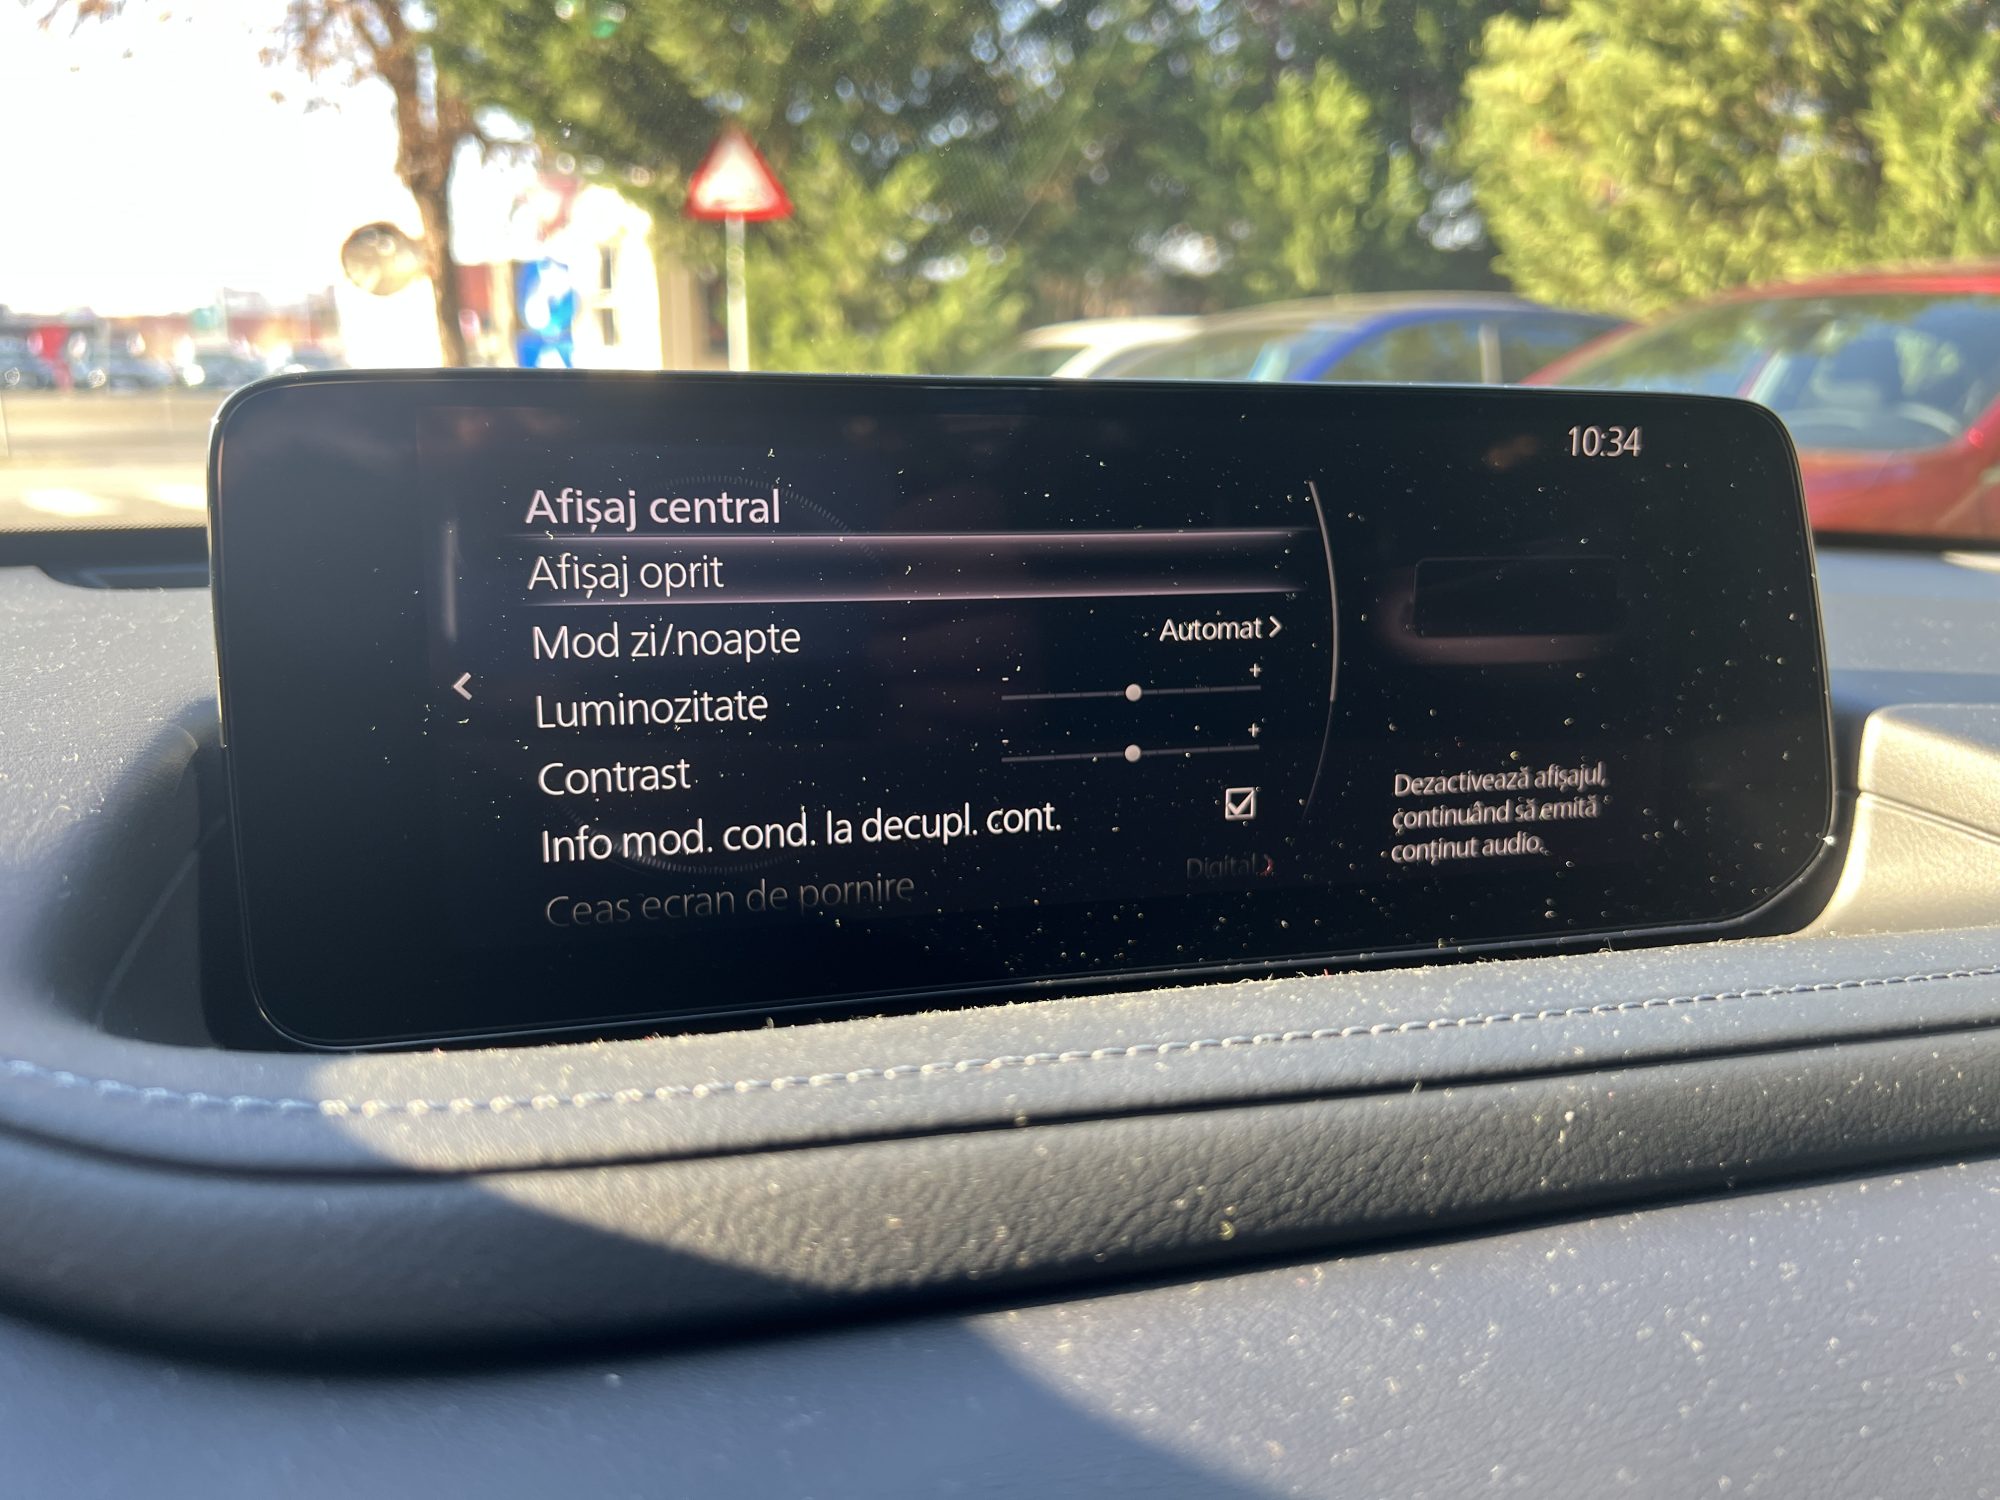 10:34
Afișaj central
Afișaj oprit
Mod zi/noapte
Automat >
Luminozitate
- +
Contrast
- +
Info mod. cond. la decupl. cont.
Ceas ecran de pornire
Digital >
<
Dezactivează afișajul,
continuând să emită
conținut audio.